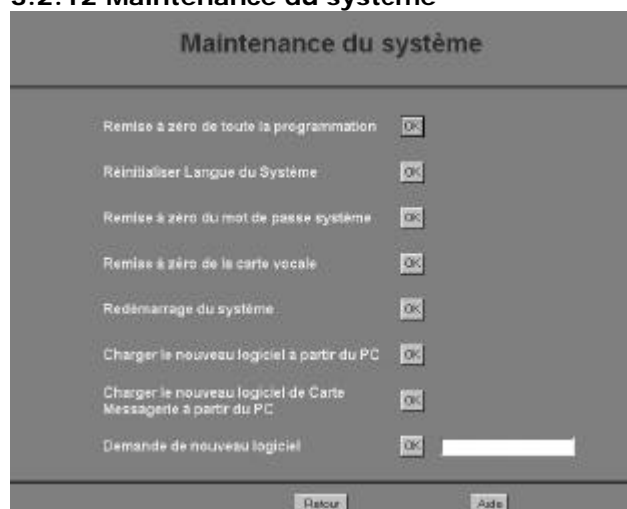 3.2.12 Maintenance du système
Maintenance du système
Remise à zéro de toute la programmation OK
Réinitialiser Langue du Système OK
Remise à zéro du mot de passe système OK
Remise à zéro de la carte vocale OK
Redémarrage du système OK
Charger le nouveau logiciel à partir du PC OK
Charger le nouveau logiciel de Carte
Messagerie à partir du PC OK
Demande de nouveau logiciel OK
Retour Aide